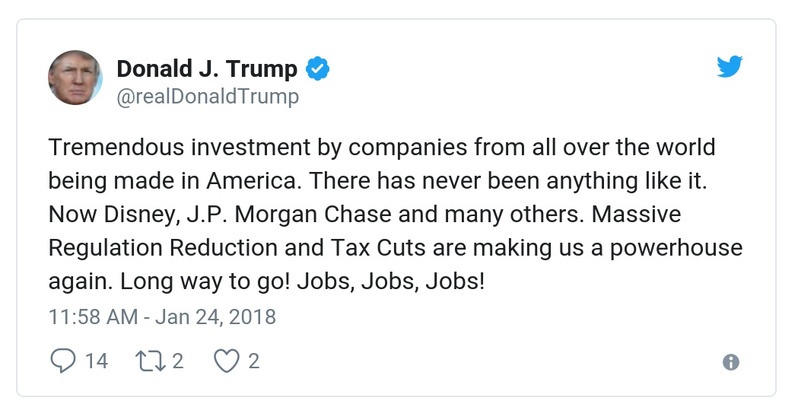 Donald J. Trump
@realDonaldTrump
Tremendous investment by companies from all over the world
being made in America. There has never been anything like it.
Now Disney, J.P. Morgan Chase and many others. Massive
Regulation Reduction and Tax Cuts are making us a powerhouse
again. Long way to go! Jobs, Jobs, Jobs!
11:58 AM - Jan 24, 2018
14 2 2